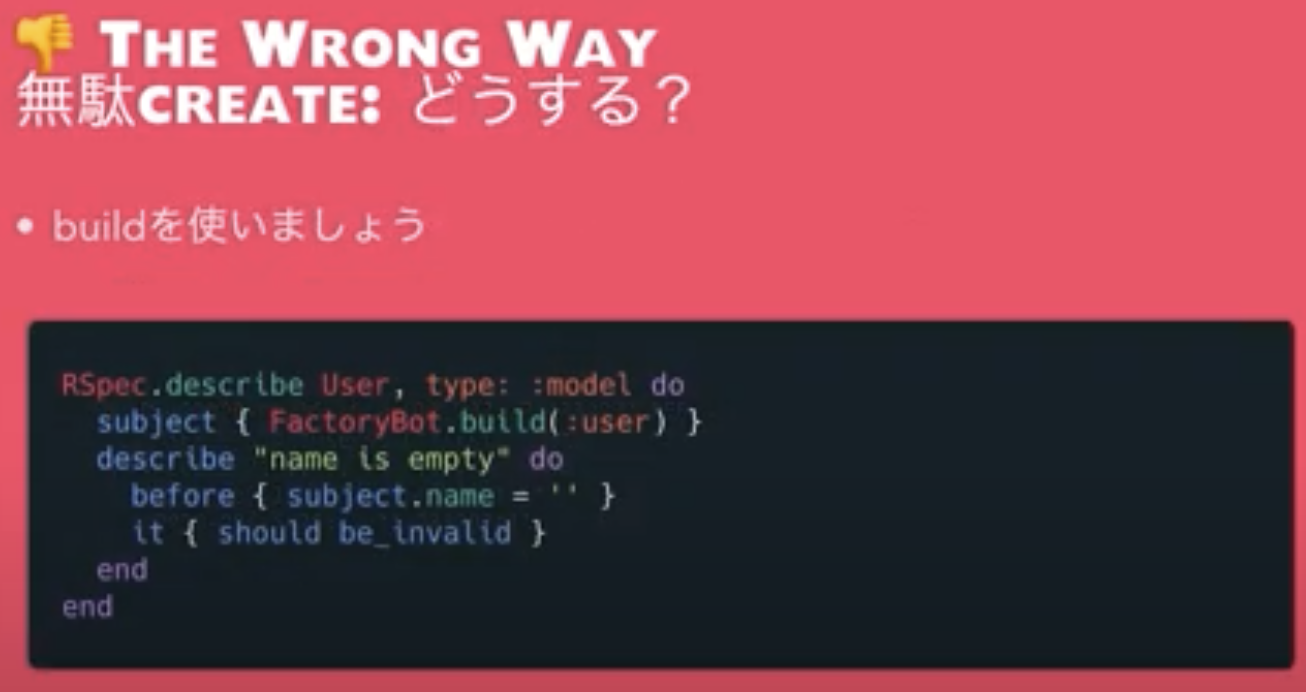 👎 The Wrong Way
無駄create: どうする？
• buildを使いましょう
RSpec.describe User, type: :model do
  subject { FactoryBot.build(:user) }
  describe "name is empty" do
    before { subject.name = '' }
    it { should be_invalid }
  end
end